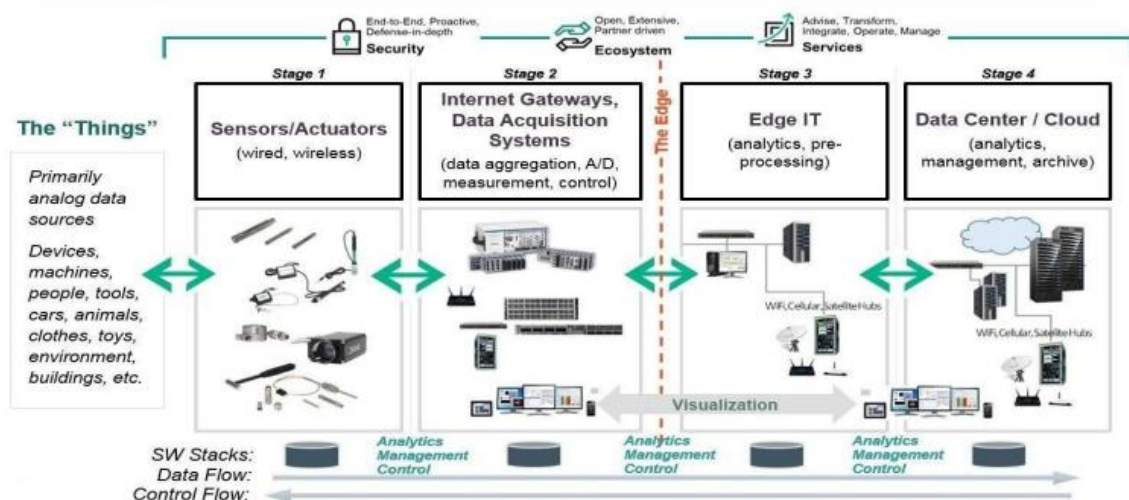 End-to-End, Proactive,
Defense-in-depth
Security
Open, Extensive,
Partner driven
Ecosystem
Advise, Transform,
Integrate, Operate, Manage
Services
Stage 1
Stage 2
Stage 3
Stage 4
The "Things"
Primarily
analog data
sources
Devices,
machines,
people, tools,
cars, animals,
clothes, toys,
environment,
buildings, etc.
Sensors/Actuators
(wired, wireless)
Internet Gateways,
Data Acquisition
Systems
(data aggregation, A/D,
measurement, control)
The Edge
Edge IT
(analytics, pre-
processing)
Data Center / Cloud
(analytics,
management, archive)
WiFi, Cellular, Satellite Hubs
WiFi, Cellular, Satellite Hubs
Visualization
SW Stacks:
Analytics
Management
Control
Analytics
Management
Control
Analytics
Management
Control
Data Flow:
Control Flow: